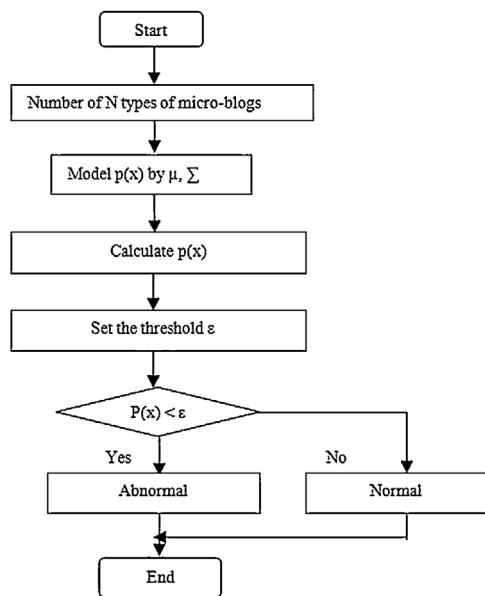 Start
Number of N types of micro-blogs
Model p(x) by μ, ∑
Calculate p(x)
Set the threshold ε
P(x) < ε
Yes
No
Abnormal
Normal
End